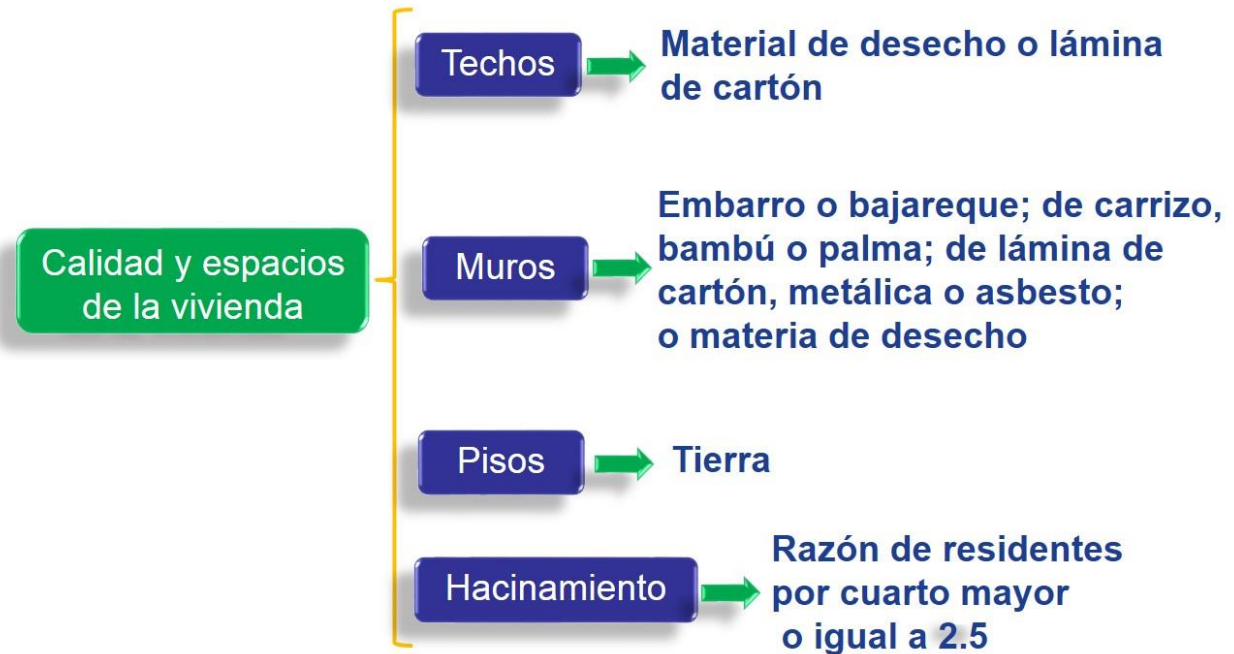 Calidad y espacios
de la vivienda
Techos
Material de desecho o lámina
de cartón
Muros
Embarro o bajareque; de carrizo,
bambú o palma; de lámina de
cartón, metálica o asbesto;
o materia de desecho
Pisos
Tierra
Hacinamiento
Razón de residentes
por cuarto mayor
o igual a 2.5